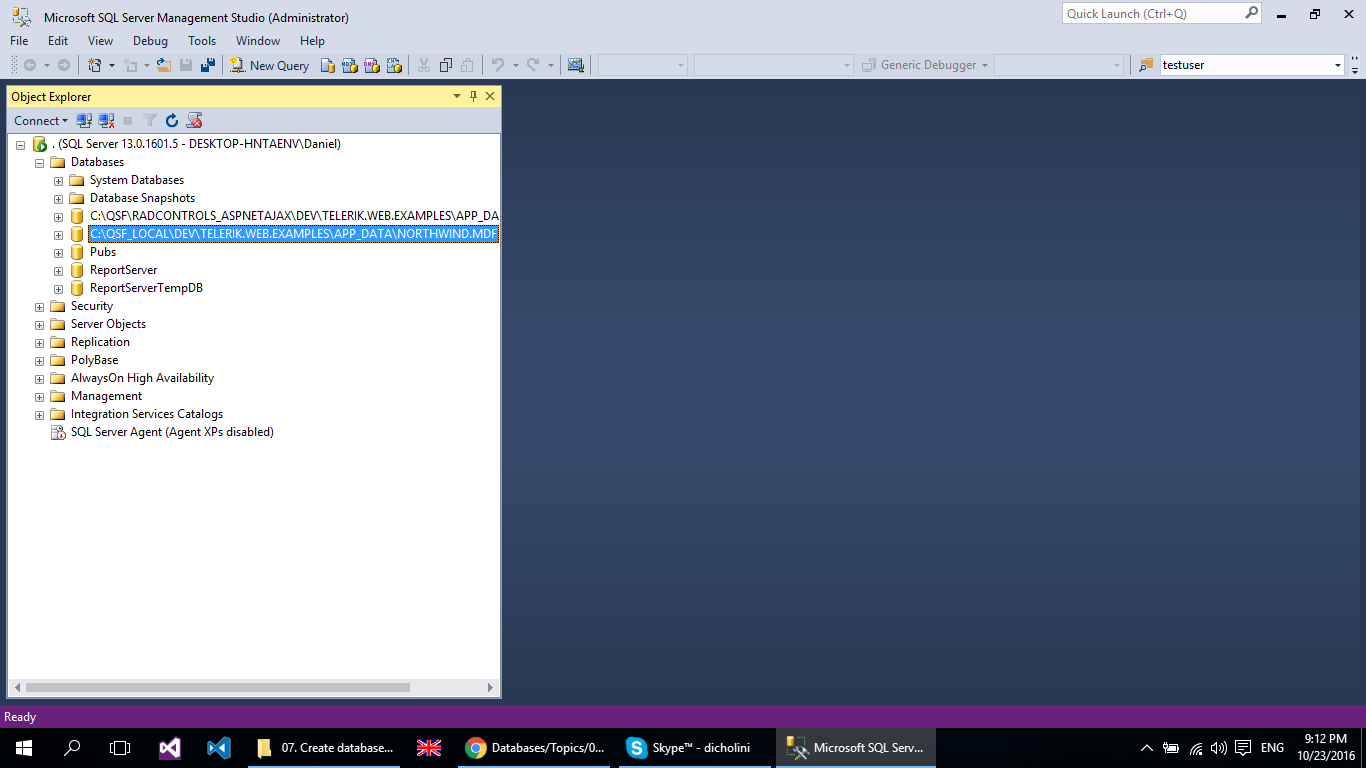 Microsoft SQL Server Management Studio (Administrator)
Quick Launch (Ctrl+Q)
File Edit View Debug Tools Window Help
New Query
Generic Debugger
testuser
Object Explorer
Connect
. (SQL Server 13.0.1601.5 - DESKTOP-HNTAENV\Daniel)
Databases
System Databases
Database Snapshots
C:\QSF\RADCONTROLS_ASPNETAJAX\DEV\TELERIK.WEB.EXAMPLES\APP_DA
C:\QSF_LOCAL\DEV\TELERIK.WEB.EXAMPLES\APP_DATA\NORTHWIND.MDF
Pubs
ReportServer
ReportServerTempDB
Security
Server Objects
Replication
PolyBase
AlwaysOn High Availability
Management
Integration Services Catalogs
SQL Server Agent (Agent XPs disabled)
Ready
07. Create database...
Databases/Topics/0...
Skype™ - dicholini
Microsoft SQL Serv...
ENG
9:12 PM
10/23/2016